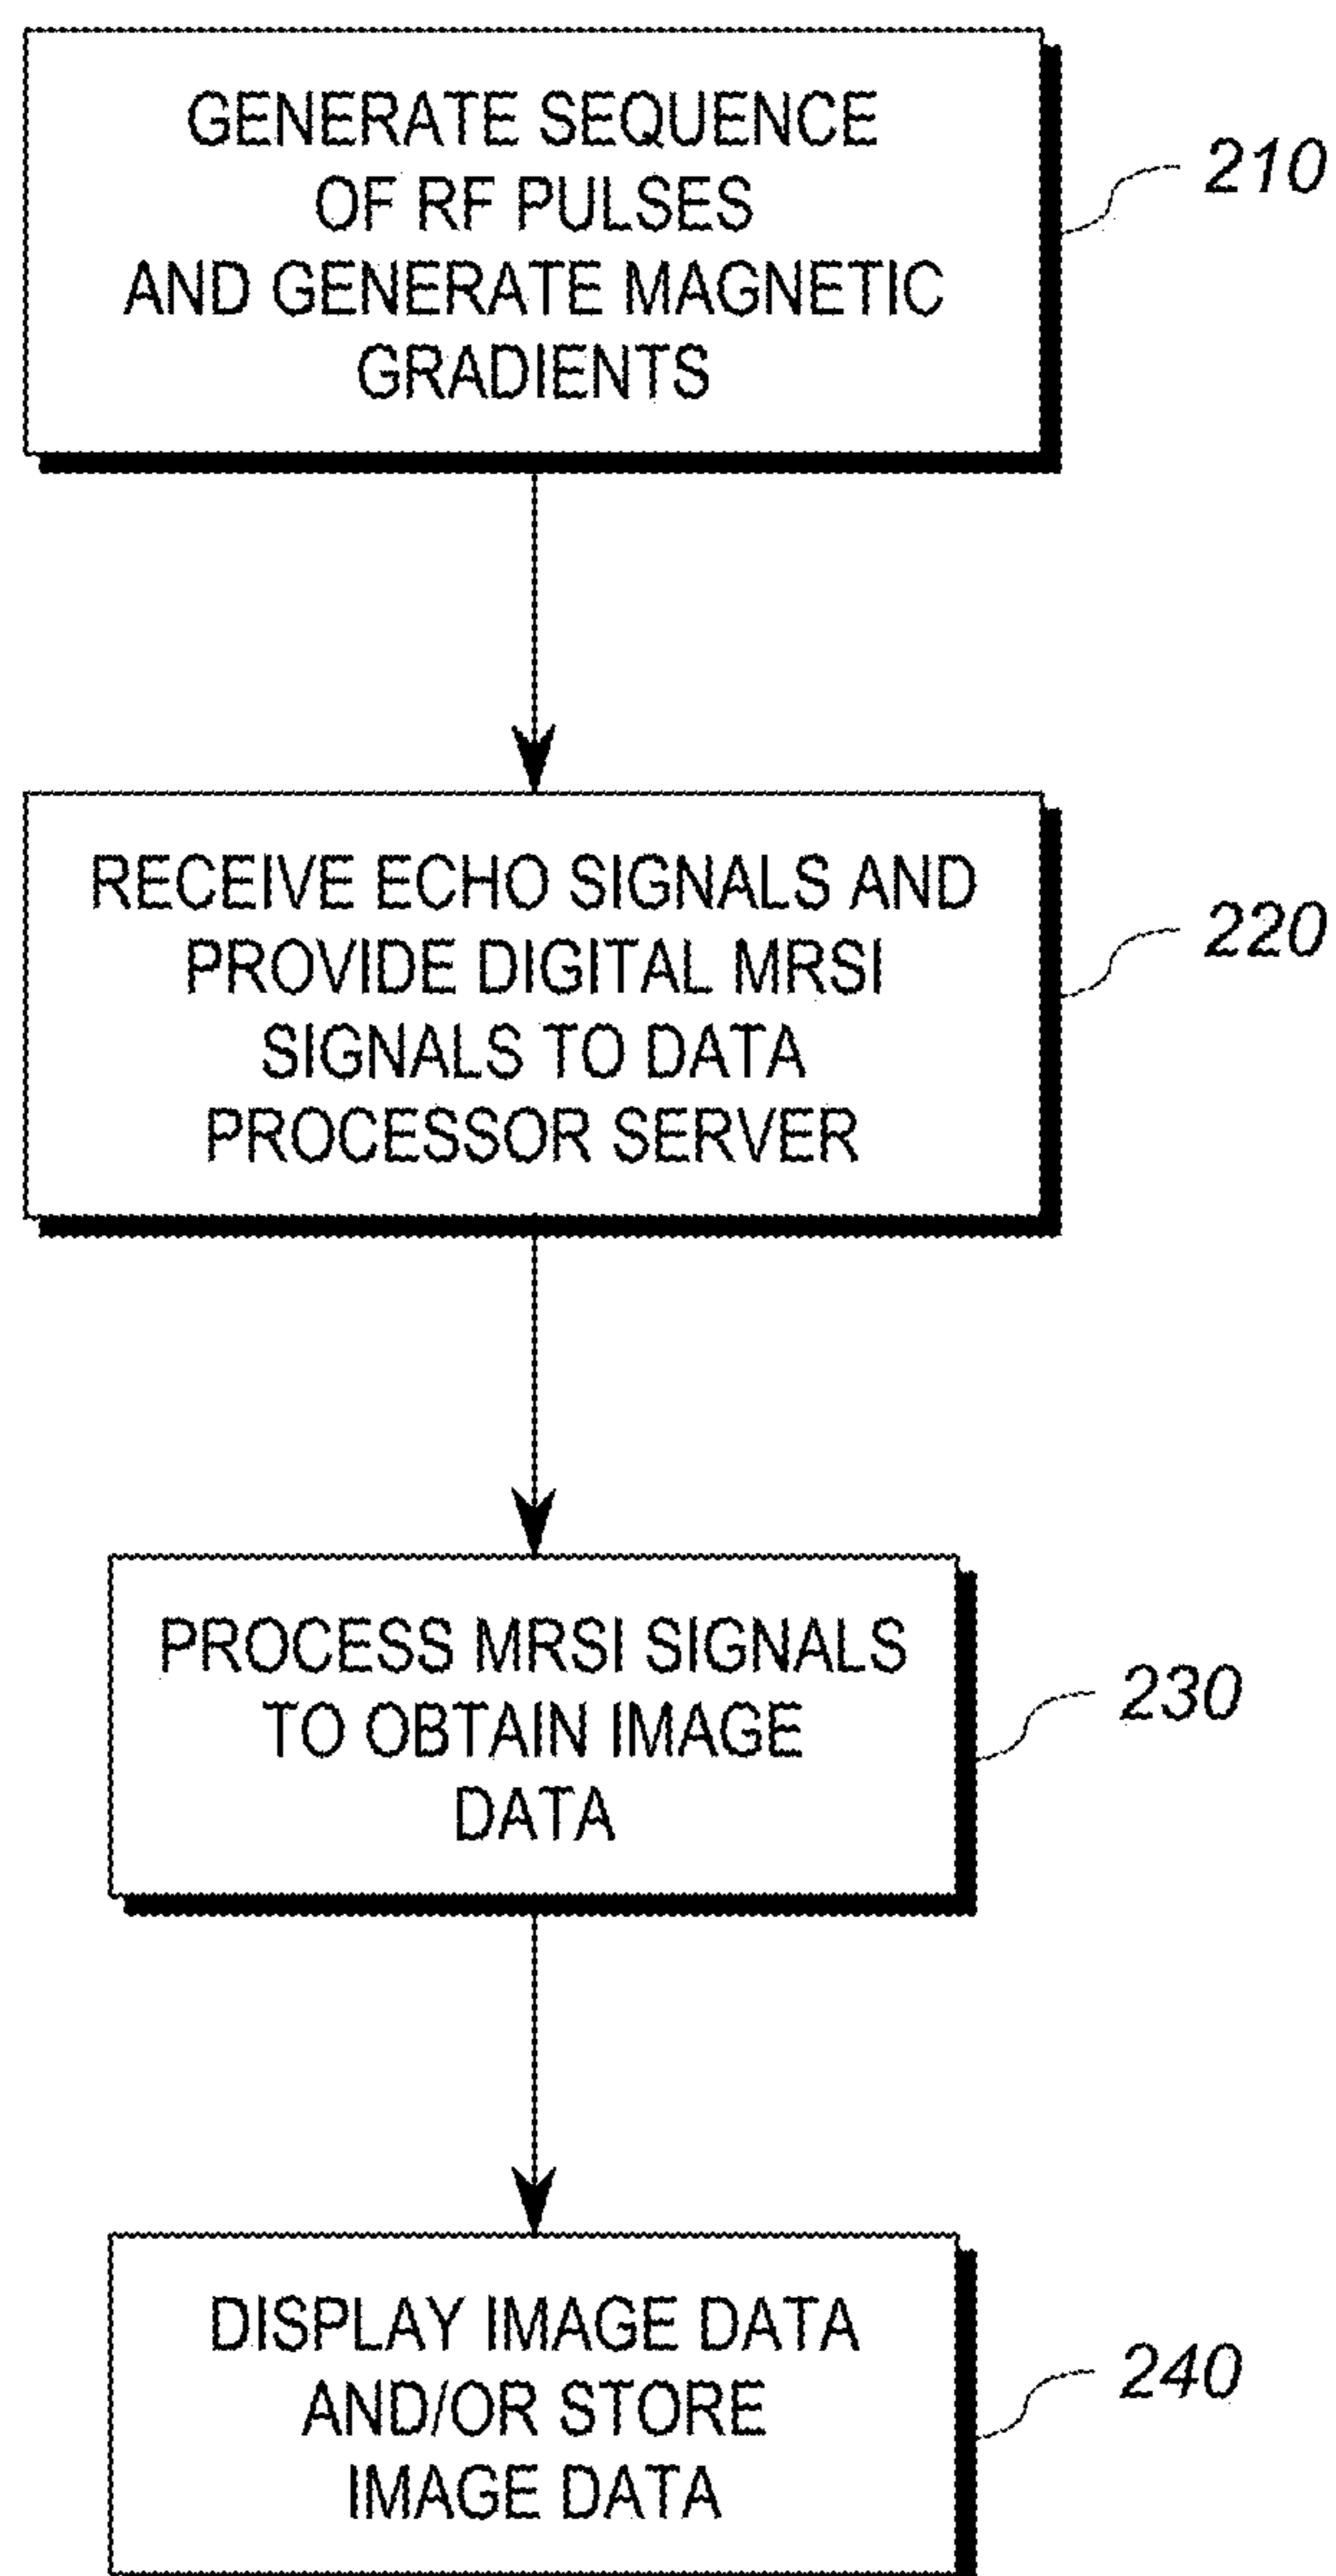 GENERATE SEQUENCE
OF RF PULSES
AND GENERATE MAGNETIC
GRADIENTS
210
RECEIVE ECHO SIGNALS AND
PROVIDE DIGITAL MRSI
SIGNALS TO DATA
PROCESSOR SERVER
220
PROCESS MRSI SIGNALS
TO OBTAIN IMAGE
DATA
230
DISPLAY IMAGE DATA
AND/OR STORE
IMAGE DATA
240